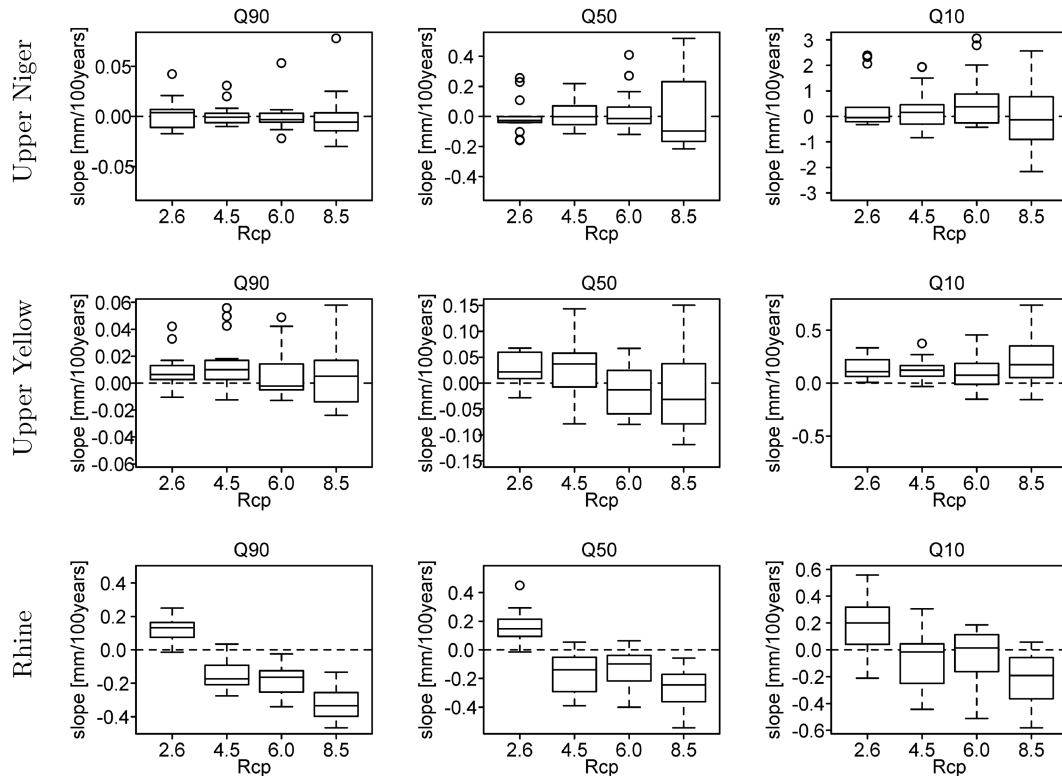 Upper Niger
Q90
slope [mm/100years]
0.05
0.00
-0.05
2.6 4.5 6.0 8.5
Rcp
Q50
slope [mm/100years]
0.4
0.2
0.0
-0.2
-0.4
2.6 4.5 6.0 8.5
Rcp
Q10
slope [mm/100years]
3
2
1
0
-1
-2
-3
2.6 4.5 6.0 8.5
Rcp
Upper Yellow
Q90
slope [mm/100years]
0.06
0.04
0.02
0.00
-0.02
-0.04
-0.06
2.6 4.5 6.0 8.5
Rcp
Q50
slope [mm/100years]
0.15
0.10
0.05
0.00
-0.05
-0.10
-0.15
2.6 4.5 6.0 8.5
Rcp
Q10
slope [mm/100years]
0.5
0.0
-0.5
2.6 4.5 6.0 8.5
Rcp
Rhine
Q90
slope [mm/100years]
0.4
0.2
0.0
-0.2
-0.4
2.6 4.5 6.0 8.5
Rcp
Q50
slope [mm/100years]
0.4
0.2
0.0
-0.2
-0.4
2.6 4.5 6.0 8.5
Rcp
Q10
slope [mm/100years]
0.6
0.4
0.2
0.0
-0.2
-0.4
-0.6
2.6 4.5 6.0 8.5
Rcp